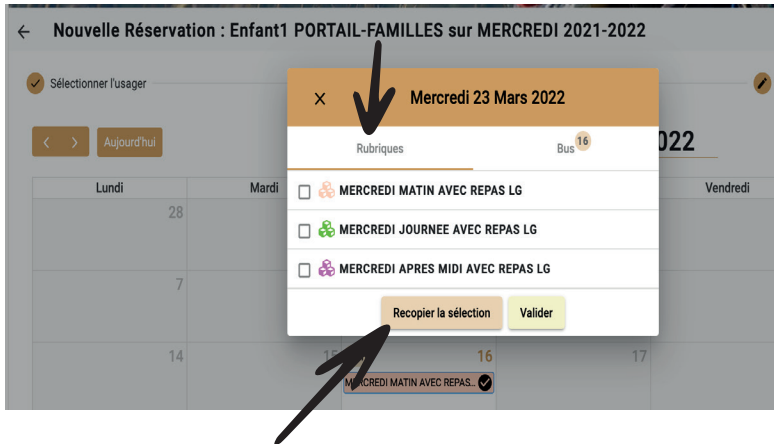 Nouvelle Réservation : Enfant1 PORTAIL-FAMILLES sur MERCREDI 2021-2022
Sélectionner l'usager
Mercredi 23 Mars 2022
Aujourd'hui
Rubriques
Bus 16
022
Lundi Mardi Vendredi
MERCREDI MATIN AVEC REPAS LG
28
MERCREDI JOURNEE AVEC REPAS LG
MERCREDI APRES MIDI AVEC REPAS LG
7
Recopier la sélection Valider
14 15 16 17
MERCREDI MATIN AVEC REPAS...